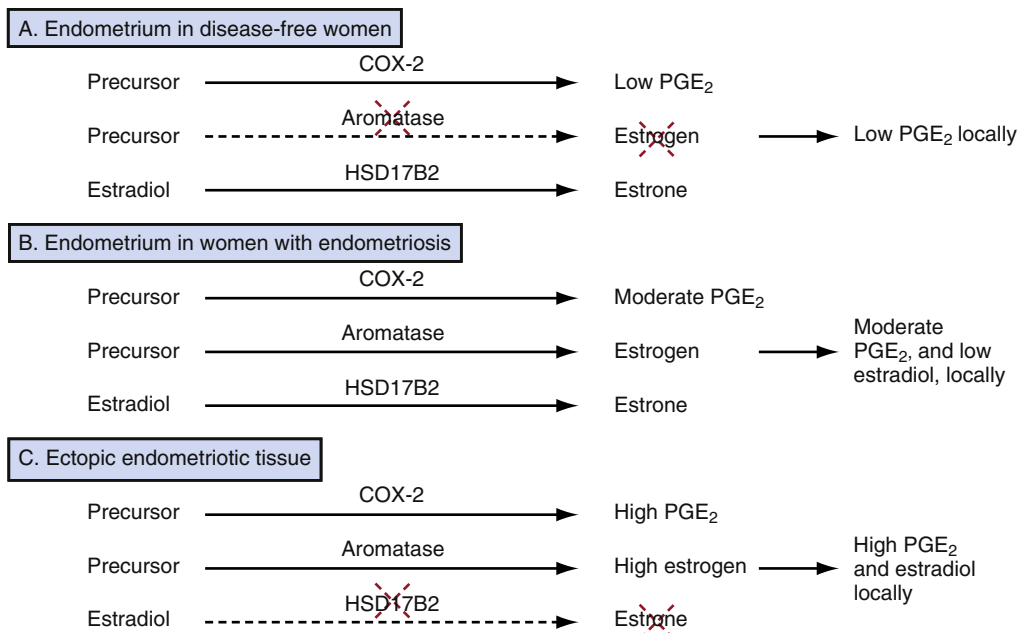 A. Endometrium in disease-free women
COX-2
Precursor
Low PGE₂
Aromatase
Precursor
Estrogen
Low PGE₂ locally
HSD17B2
Estradiol
Estrone
B. Endometrium in women with endometriosis
COX-2
Precursor
Moderate PGE₂
Aromatase
Precursor
Estrogen
Moderate
PGE₂, and low
estradiol, locally
HSD17B2
Estradiol
Estrone
C. Ectopic endometriotic tissue
COX-2
Precursor
High PGE₂
Aromatase
Precursor
High estrogen
High PGE₂
and estradiol
locally
HSD17B2
Estradiol
Estrone